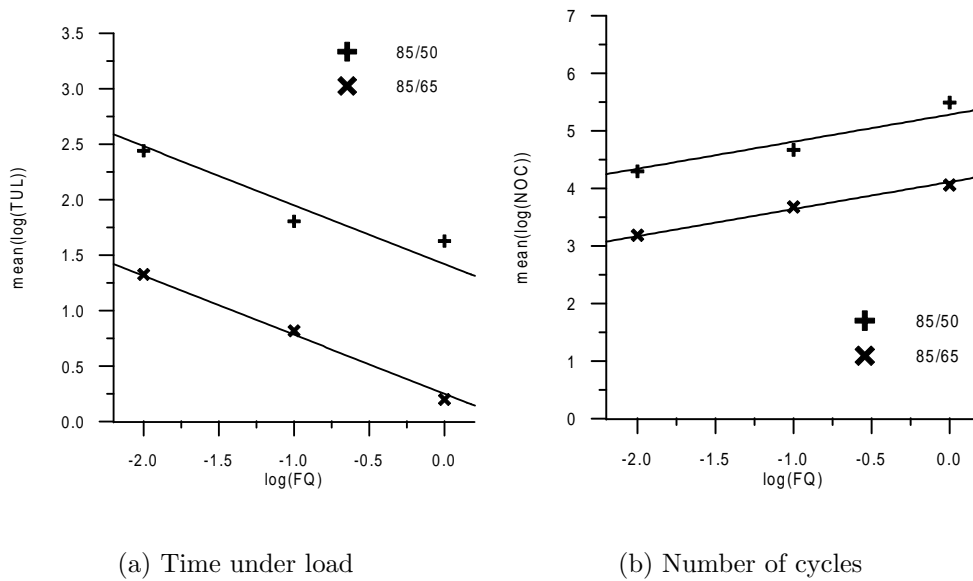 3.5
3.0
2.5
2.0
1.5
1.0
0.5
0.0
mean(log(TUL))
-2.0 -1.5 -1.0 -0.5 0.0
log(FQ)
85/50
85/65
(a) Time under load
7
6
5
4
3
2
1
0
mean(log(NOC))
-2.0 -1.5 -1.0 -0.5 0.0
log(FQ)
85/50
85/65
(b) Number of cycles